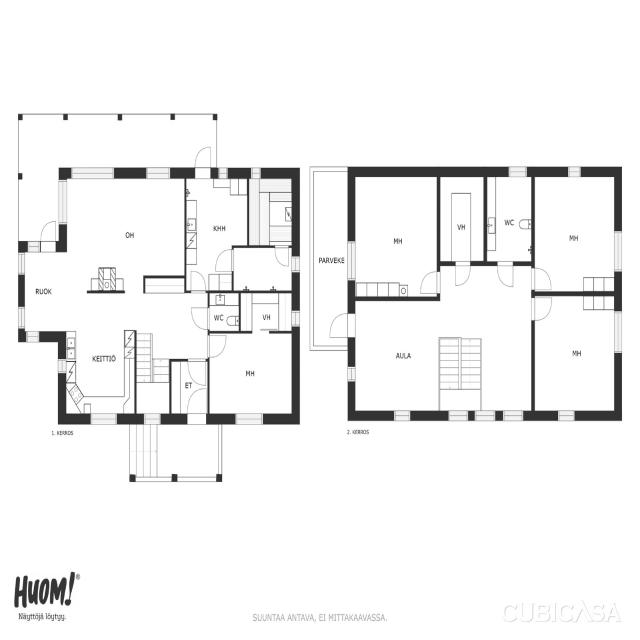 OH
KHH
RUOK
WC
VH
KEITTIÖ
ET
MH
1. KERROS
MH
VH
WC
MH
PARVEKE
AULA
MH
2. KERROS
HUOM!®
Näyttöjä löytyy.
SUUNTAA ANTAVA, EI MITTAKAAVASSA.
CUBICASA